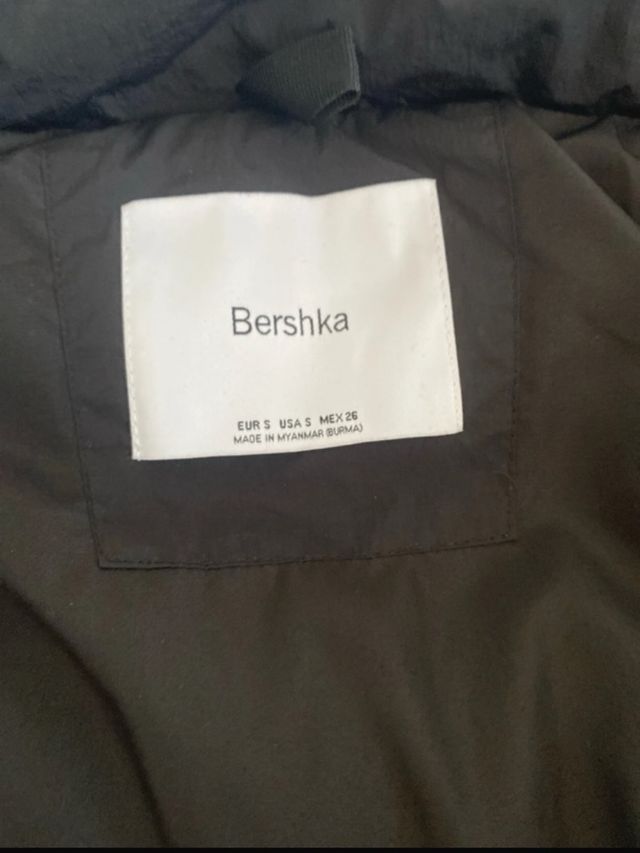 Bershka
EUR S USA S MEX 26
MADE IN MYANMAR (BURMA)